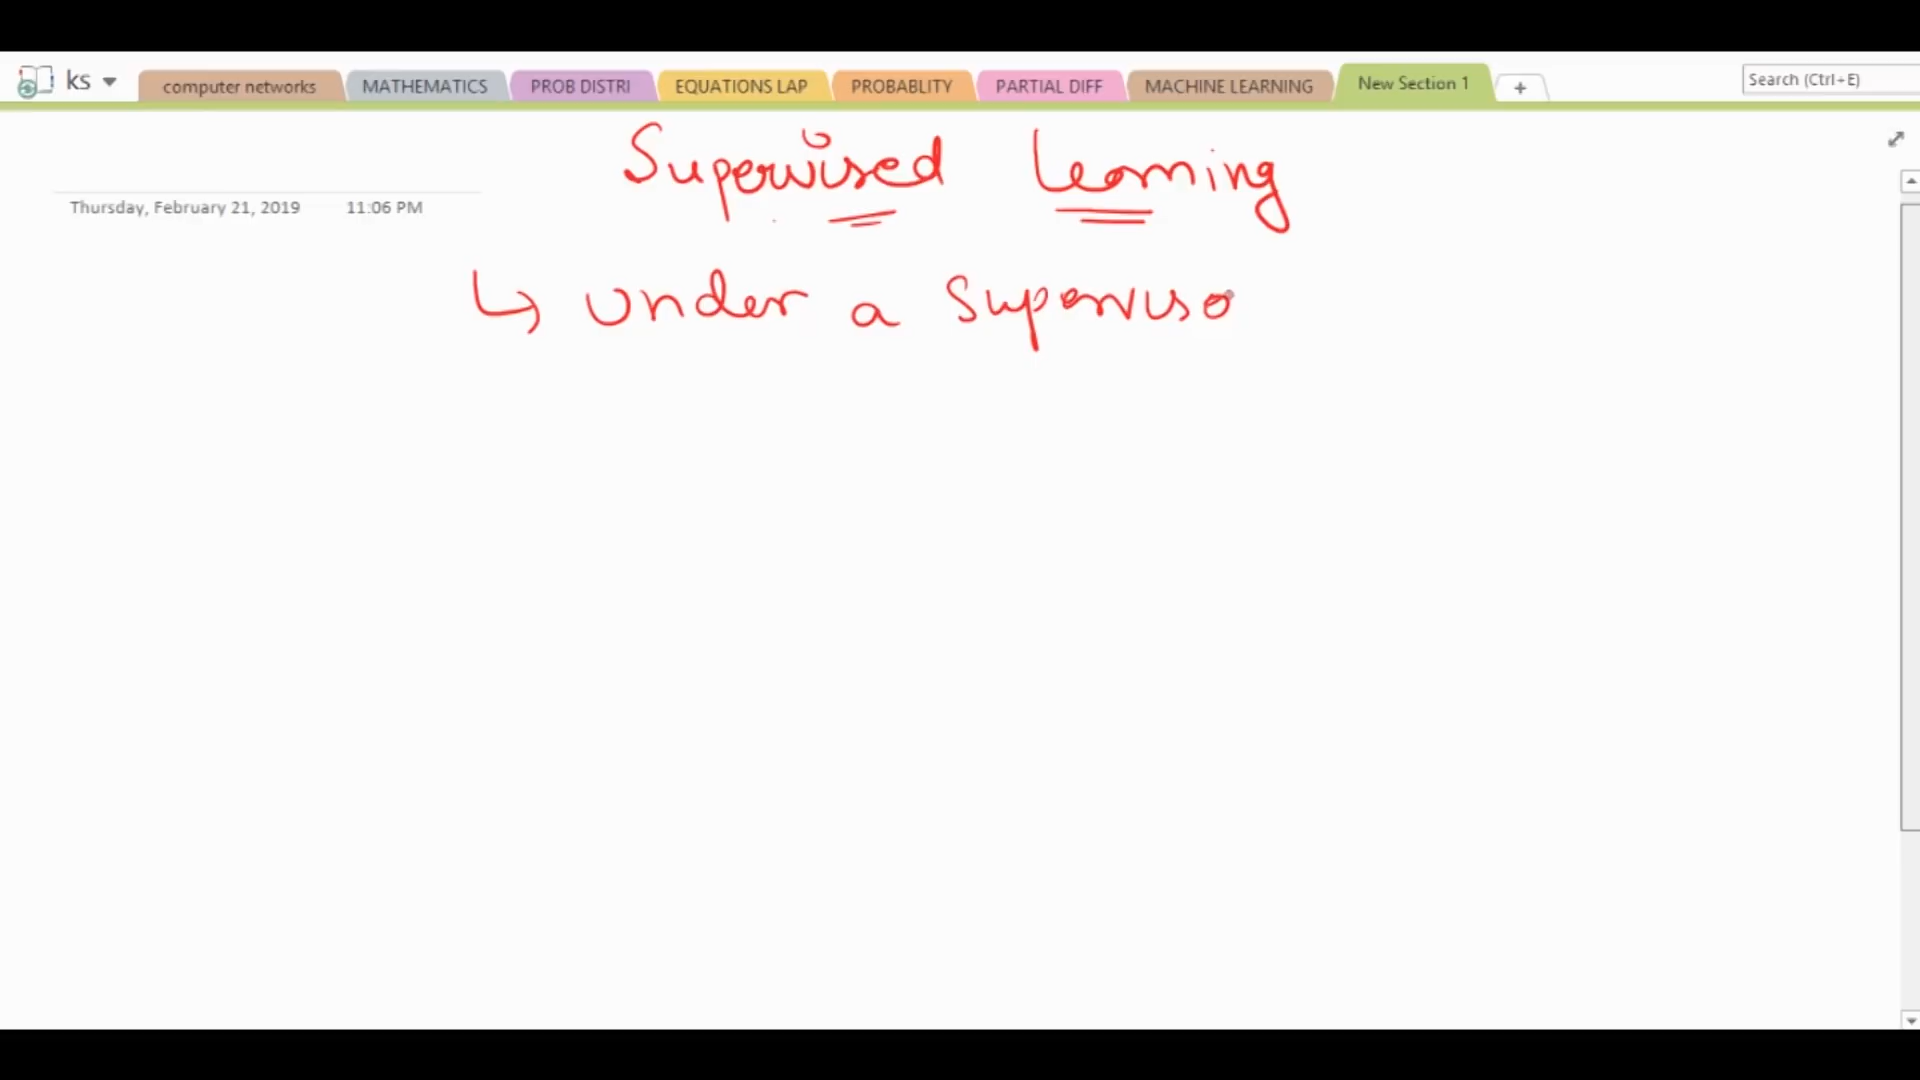 ks computer networks MATHEMATICS PROB DISTRI EQUATIONS LAP PROBABLITY PARTIAL DIFF MACHINE LEARNING New Section 1 + Search (Ctrl+E)
Supervised Learning
Thursday, February 21, 2019 11:06 PM
↳ under a Superviso